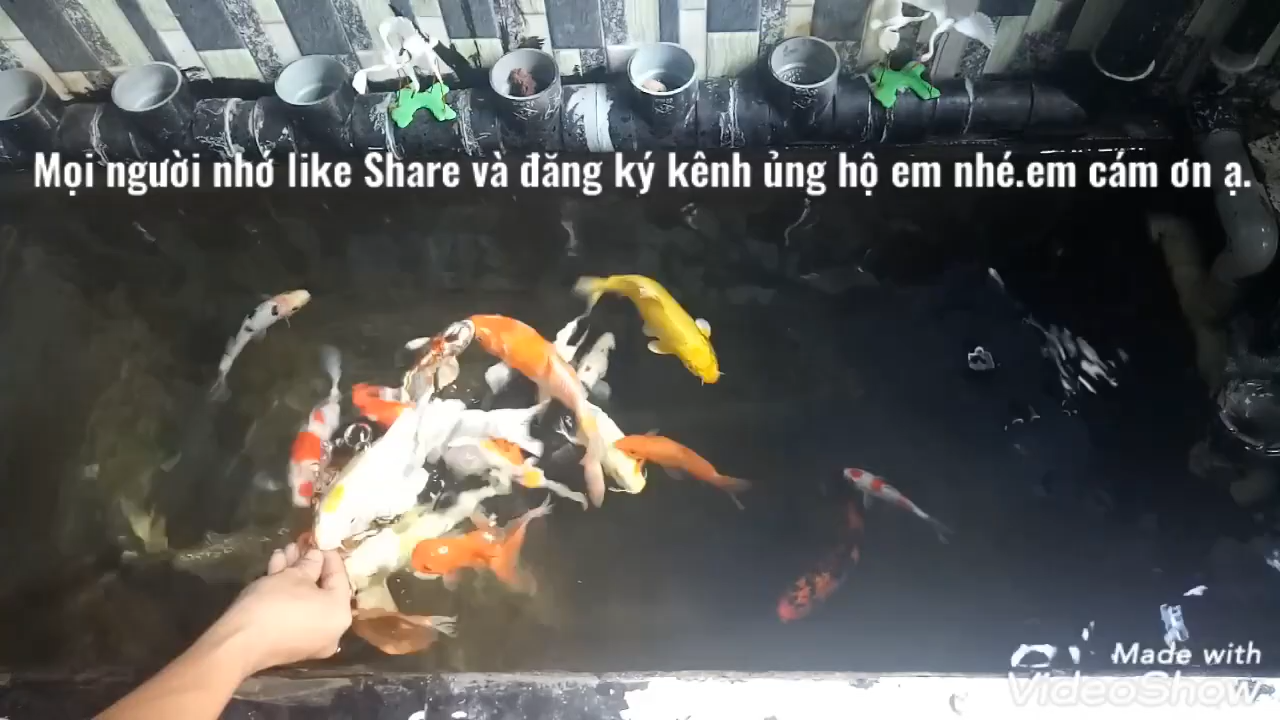 Mọi người nhớ like Share và đăng ký kênh ủng hộ em nhé.em cám ơn ạ.
Made with
VideoShow